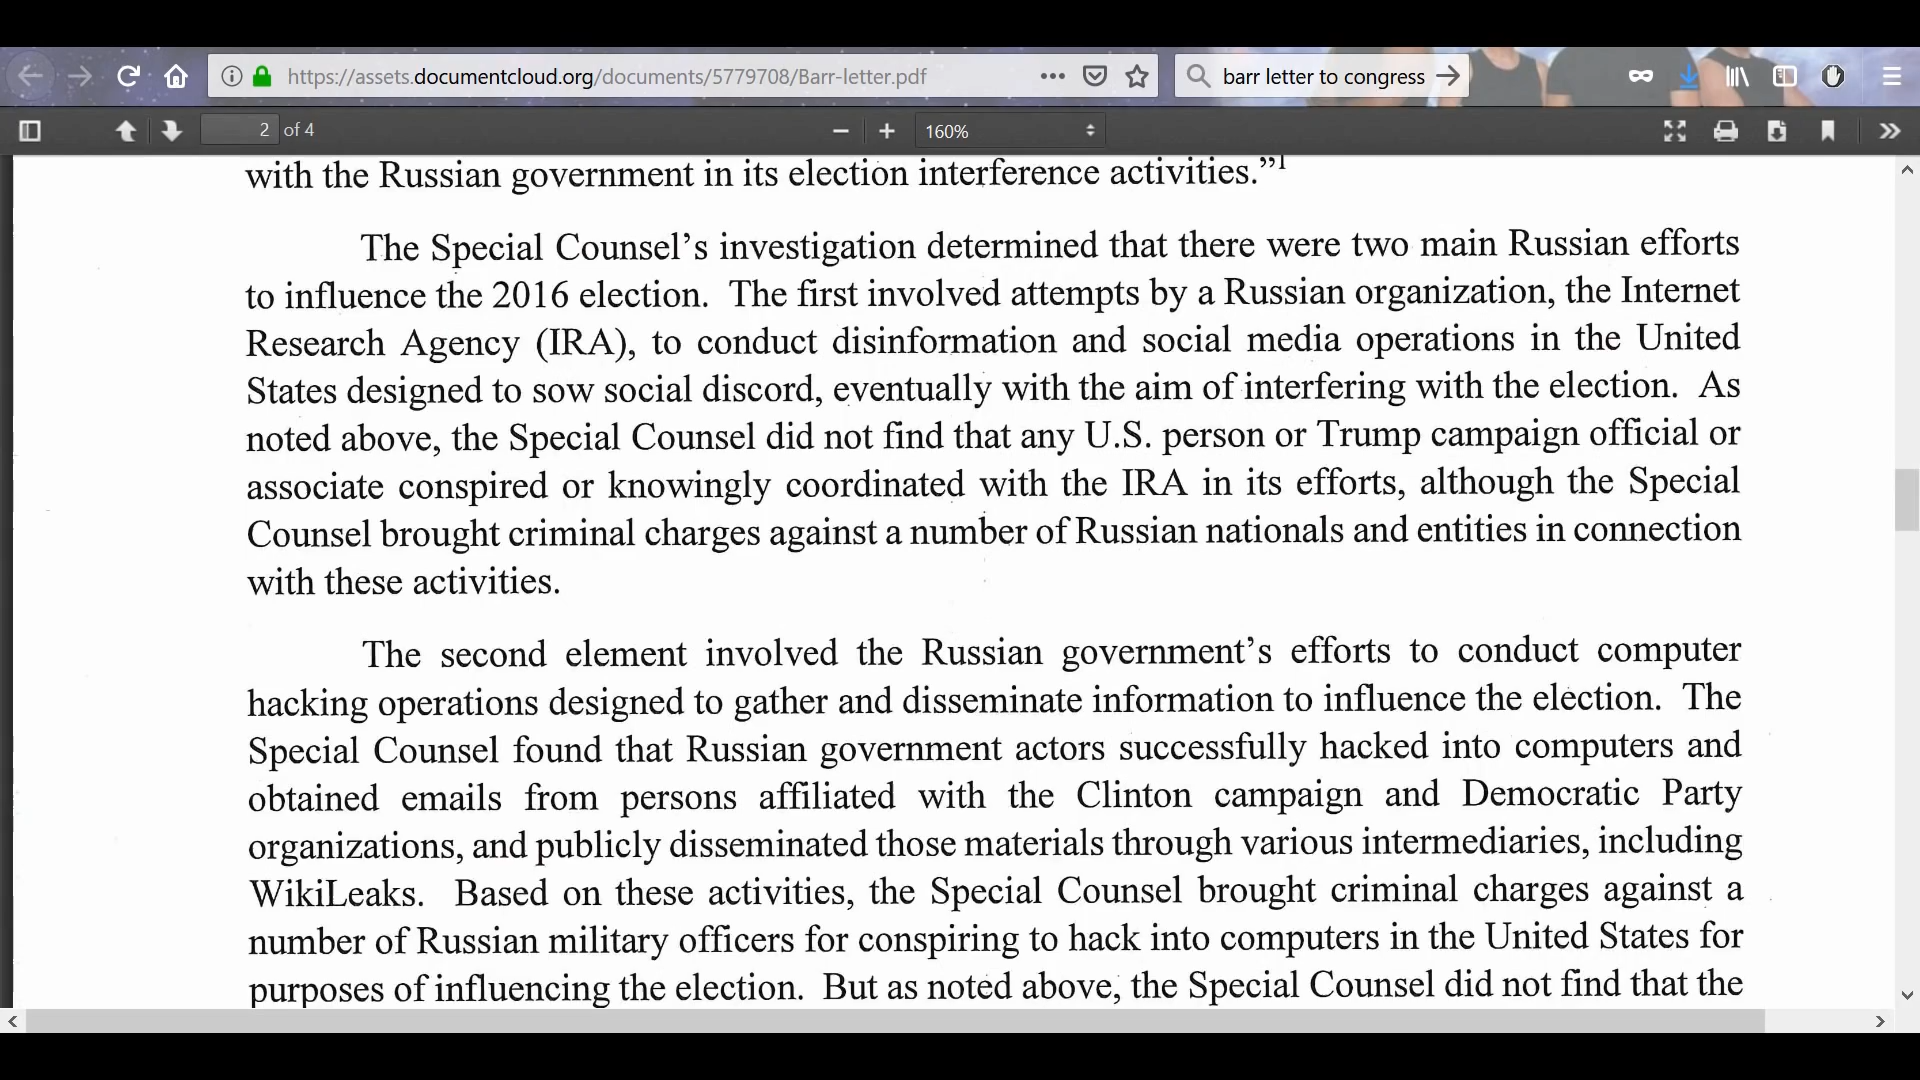 https://assets.documentcloud.org/documents/5779708/Barr-letter.pdf
barr letter to congress
2 of 4
160%
with the Russian government in its election interference activities.”1
The Special Counsel’s investigation determined that there were two main Russian efforts
to influence the 2016 election. The first involved attempts by a Russian organization, the Internet
Research Agency (IRA), to conduct disinformation and social media operations in the United
States designed to sow social discord, eventually with the aim of interfering with the election. As
noted above, the Special Counsel did not find that any U.S. person or Trump campaign official or
associate conspired or knowingly coordinated with the IRA in its efforts, although the Special
Counsel brought criminal charges against a number of Russian nationals and entities in connection
with these activities.
The second element involved the Russian government’s efforts to conduct computer
hacking operations designed to gather and disseminate information to influence the election. The
Special Counsel found that Russian government actors successfully hacked into computers and
obtained emails from persons affiliated with the Clinton campaign and Democratic Party
organizations, and publicly disseminated those materials through various intermediaries, including
WikiLeaks. Based on these activities, the Special Counsel brought criminal charges against a
number of Russian military officers for conspiring to hack into computers in the United States for
purposes of influencing the election. But as noted above, the Special Counsel did not find that the